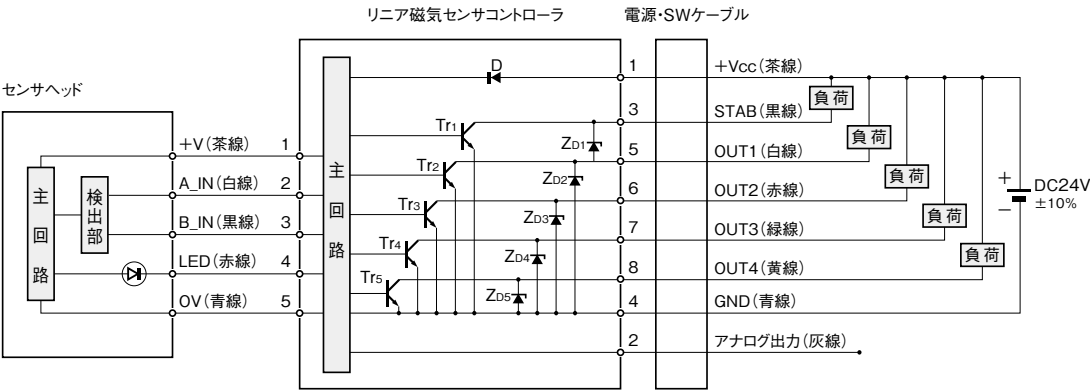 リニア磁気センサコントローラ
電源・SWケーブル
センサヘッド
主回路
検出部
+V(茶線) 1
A_IN(白線) 2
B_IN(黒線) 3
LED(赤線) 4
0V(青線) 5
主回路
D
Tr1
Tr2
Tr3
Tr4
Tr5
ZD1
ZD2
ZD3
ZD4
ZD5
1 +Vcc(茶線)
3 STAB(黒線)
5 OUT1(白線)
6 OUT2(赤線)
7 OUT3(緑線)
8 OUT4(黄線)
4 GND(青線)
2 アナログ出力(灰線)
負荷
負荷
負荷
負荷
負荷
+
−
DC24V
±10%